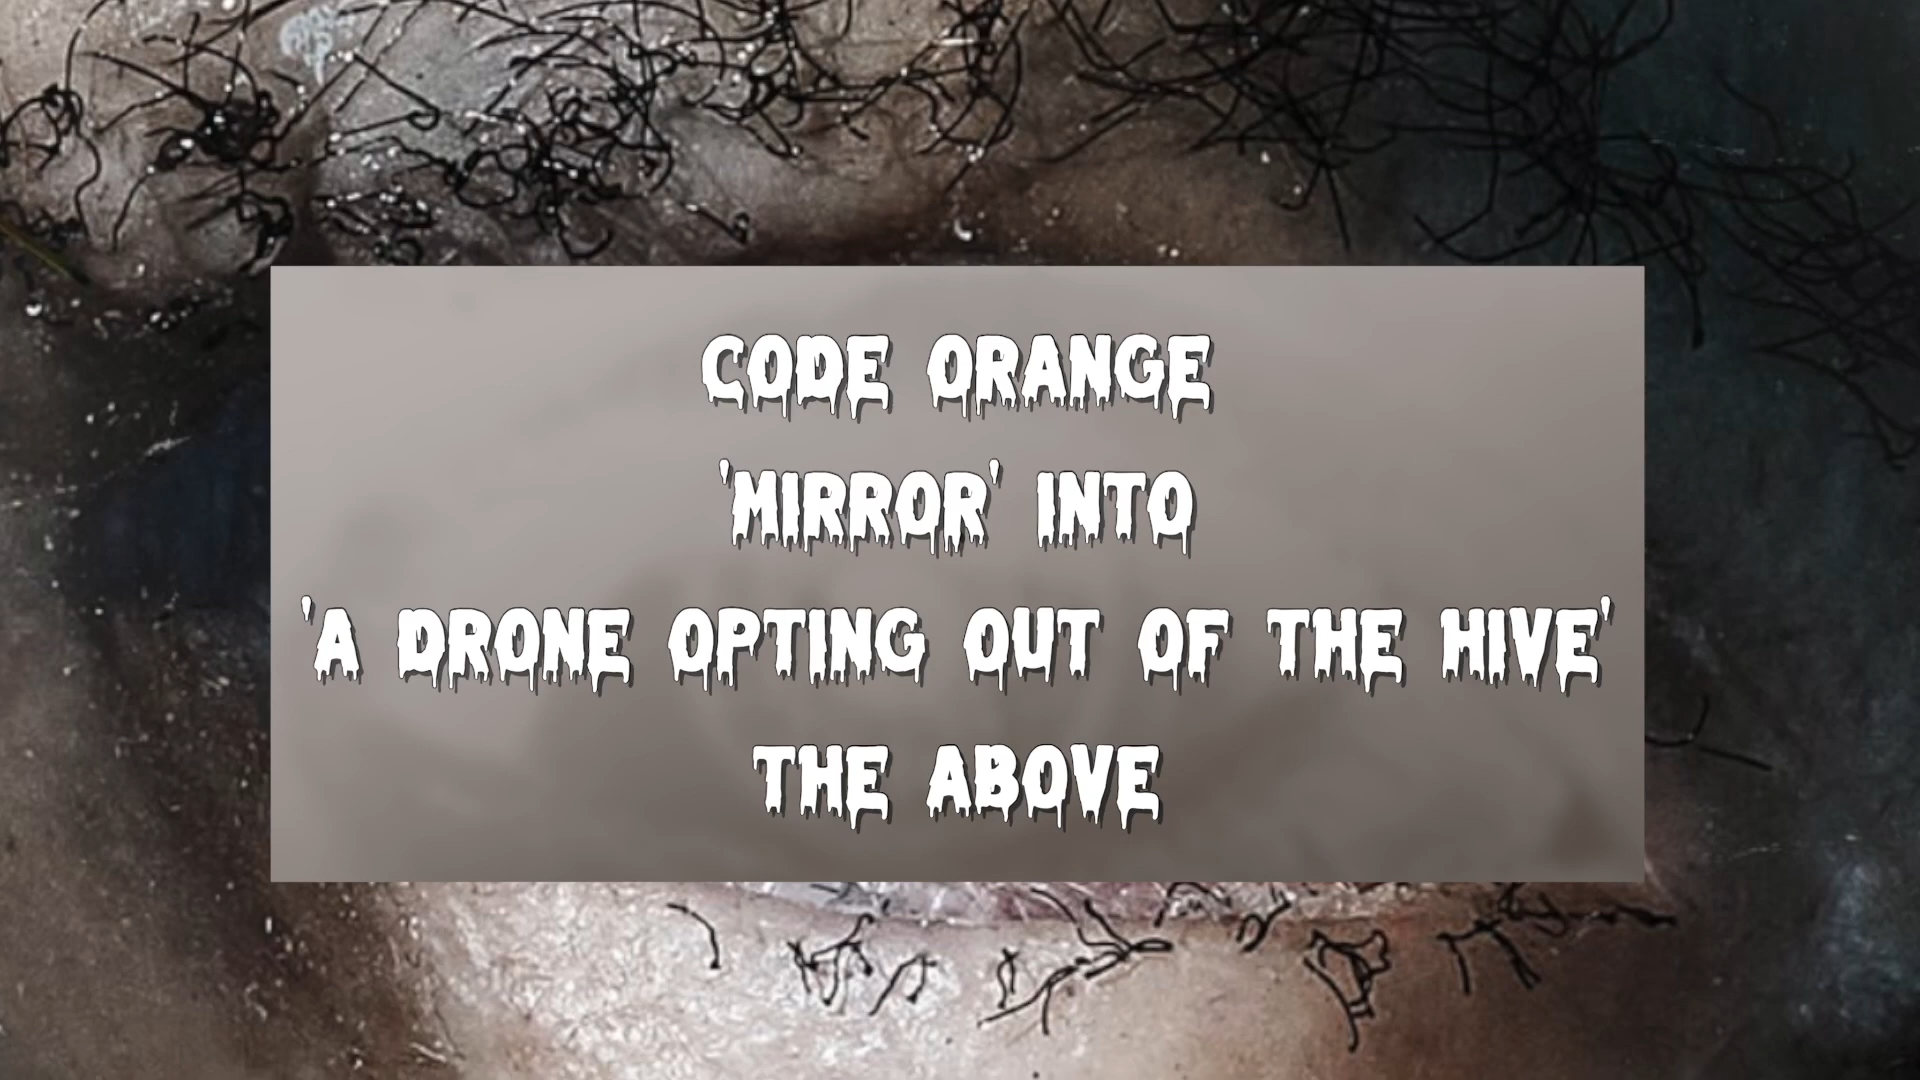 CODE ORANGE
'MIRROR' INTO
'A DRONE OPTING OUT OF THE HIVE'
THE ABOVE